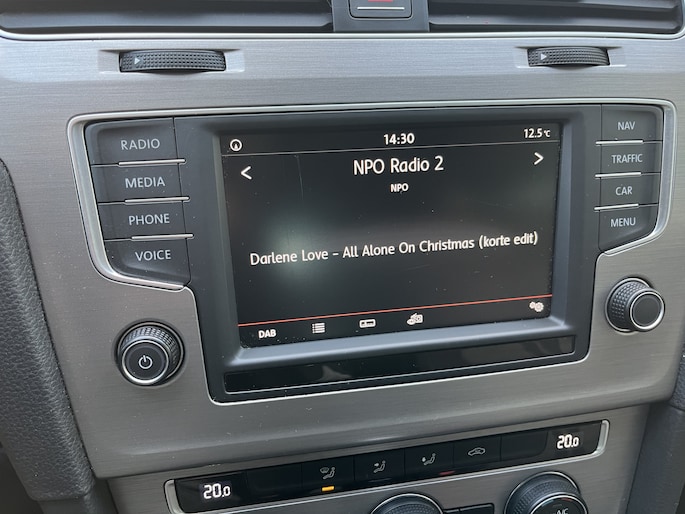 14:30
12.5 °C
NPO Radio 2
NPO
Darlene Love - All Alone On Christmas (korte edit)
DAB
RADIO
MEDIA
PHONE
VOICE
NAV
TRAFFIC
CAR
MENU
20.0
20.0
A/C